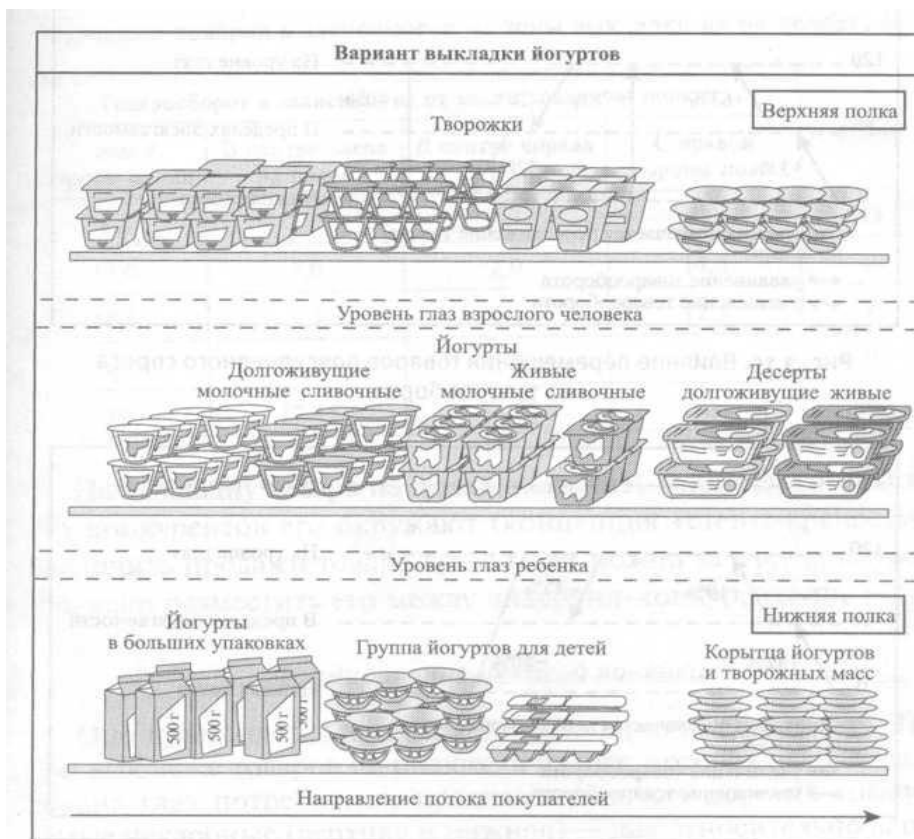 Вариант выкладки йогуртов
Верхняя полка
Творожки
Уровень глаз взрослого человека
Йогурты
Долгоживущие
молочные сливочные
Живые
молочные сливочные
Десерты
долгоживущие живые
Уровень глаз ребенка
Нижняя полка
Йогурты
в больших упаковках
Группа йогуртов для детей
Корытца йогуртов
и творожных масс
500 г
500 г
500 г
500 г
Направление потока покупателей